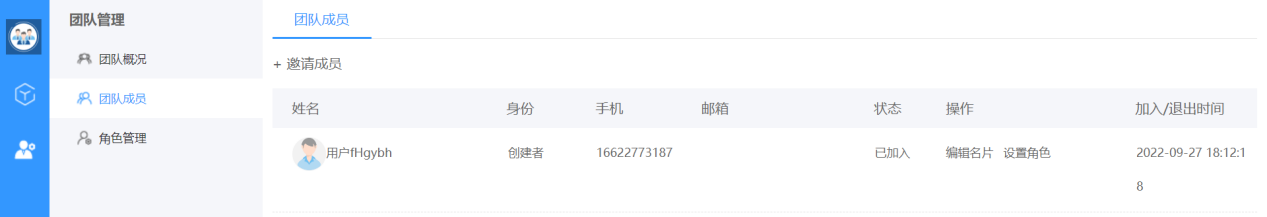 团队管理
团队概况
团队成员
角色管理
团队成员
+ 邀请成员
姓名 身份 手机 邮箱 状态 操作 加入/退出时间
用户fHgybh 创建者 16622773187 已加入 编辑名片 设置角色 2022-09-27 18:12:1
8